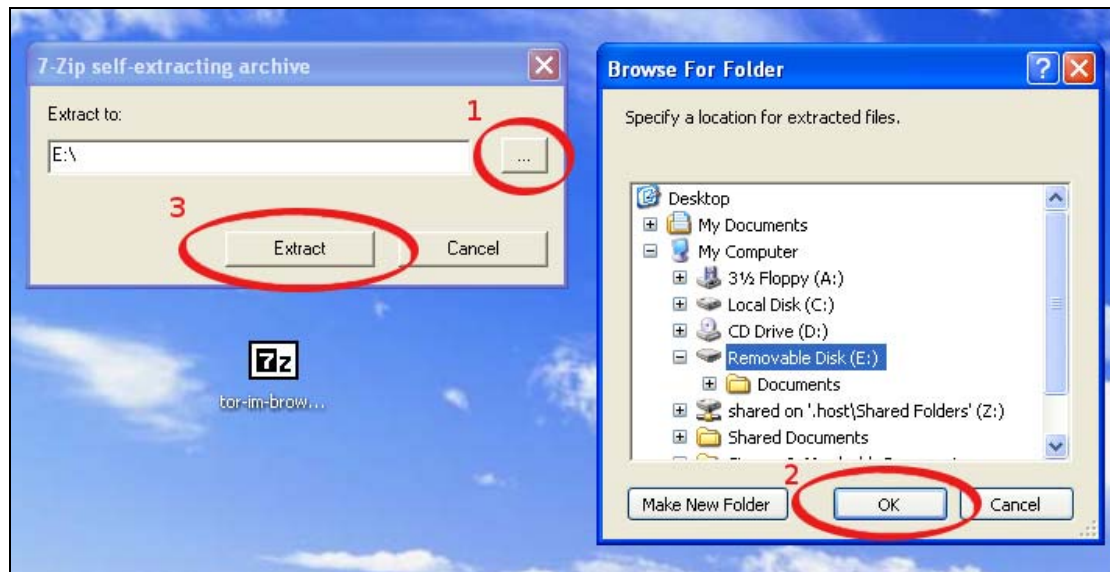 7-Zip self-extracting archive
Extract to:
1
E:\
...
3
Extract
Cancel
7z
tor-im-brow...
Browse For Folder
?
Specify a location for extracted files.
Desktop
My Documents
My Computer
3½ Floppy (A:)
Local Disk (C:)
CD Drive (D:)
Removable Disk (E:)
Documents
shared on '.host\Shared Folders' (Z:)
Shared Documents
2
Make New Folder
OK
Cancel